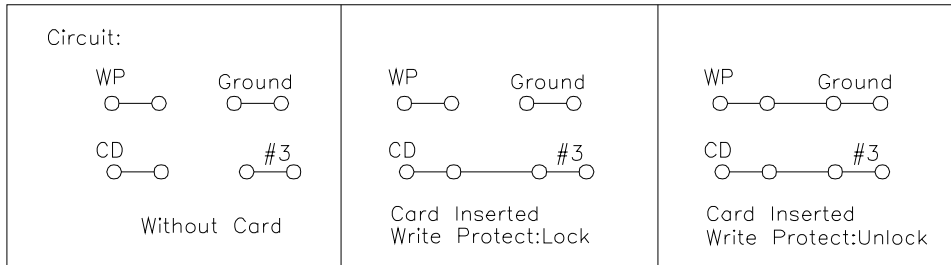 Circuit:
WP Ground
CD #3
Without Card
WP Ground
CD #3
Card Inserted
Write Protect:Lock
WP Ground
CD #3
Card Inserted
Write Protect:Unlock